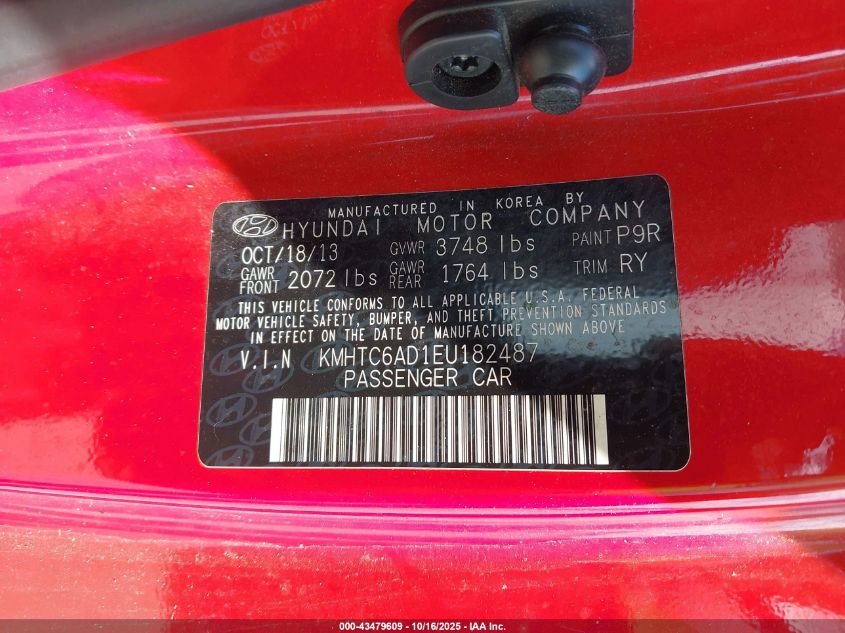 MANUFACTURED IN KOREA BY
HYUNDAI MOTOR COMPANY
OCT/18/13 GVWR 3748 lbs PAINT P9R
GAWR FRONT 2072 lbs GAWR REAR 1764 lbs TRIM RY
THIS VEHICLE CONFORMS TO ALL APPLICABLE U.S.A. FEDERAL
MOTOR VEHICLE SAFETY, BUMPER, AND THEFT PREVENTION STANDARDS
IN EFFECT ON THE DATE OF MANUFACTURE SHOWN ABOVE
V.I.N KMHTC6AD1EU182487
PASSENGER CAR
000-43479609 - 10/16/2025 - IAA Inc.